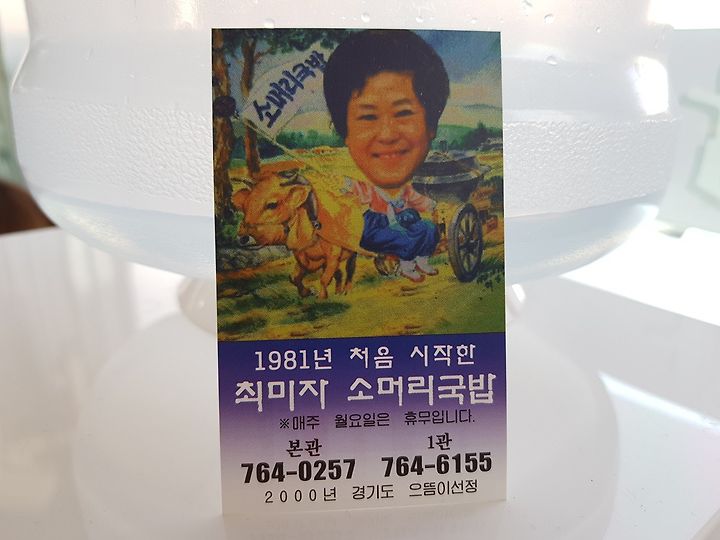 소머리국밥
1981년 처음 시작한
최미자 소머리국밥
※매주 월요일은 휴무입니다.
본관 1관
764-0257 764-6155
2000년 경기도 으뜸이선정